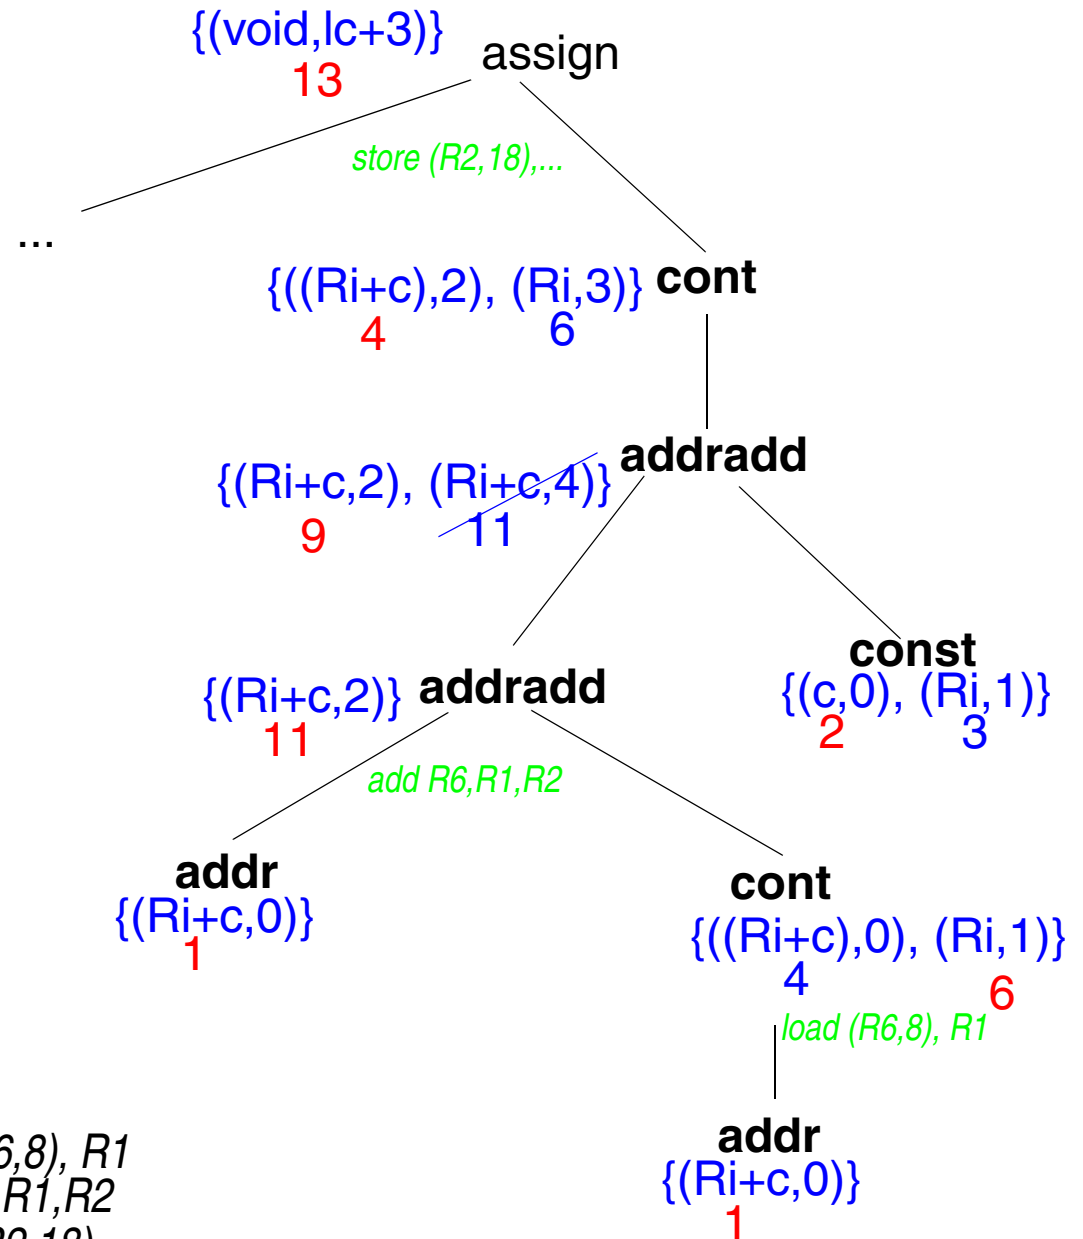 {(void,lc+3)} assign
13
store (R2,18),...
...
{((Ri+c),2), (Ri,3)} cont
4 6
addradd
{(Ri+c,2), (Ri+c,4)}
9 11
const
{(Ri+c,2)} addradd {(c,0), (Ri,1)}
11 2 3
add R6,R1,R2
addr cont
{(Ri+c,0)} {((Ri+c),0), (Ri,1)}
1 4 6
load (R6,8), R1
addr
6,8), R1
{(Ri+c,0)}
R1,R2
1